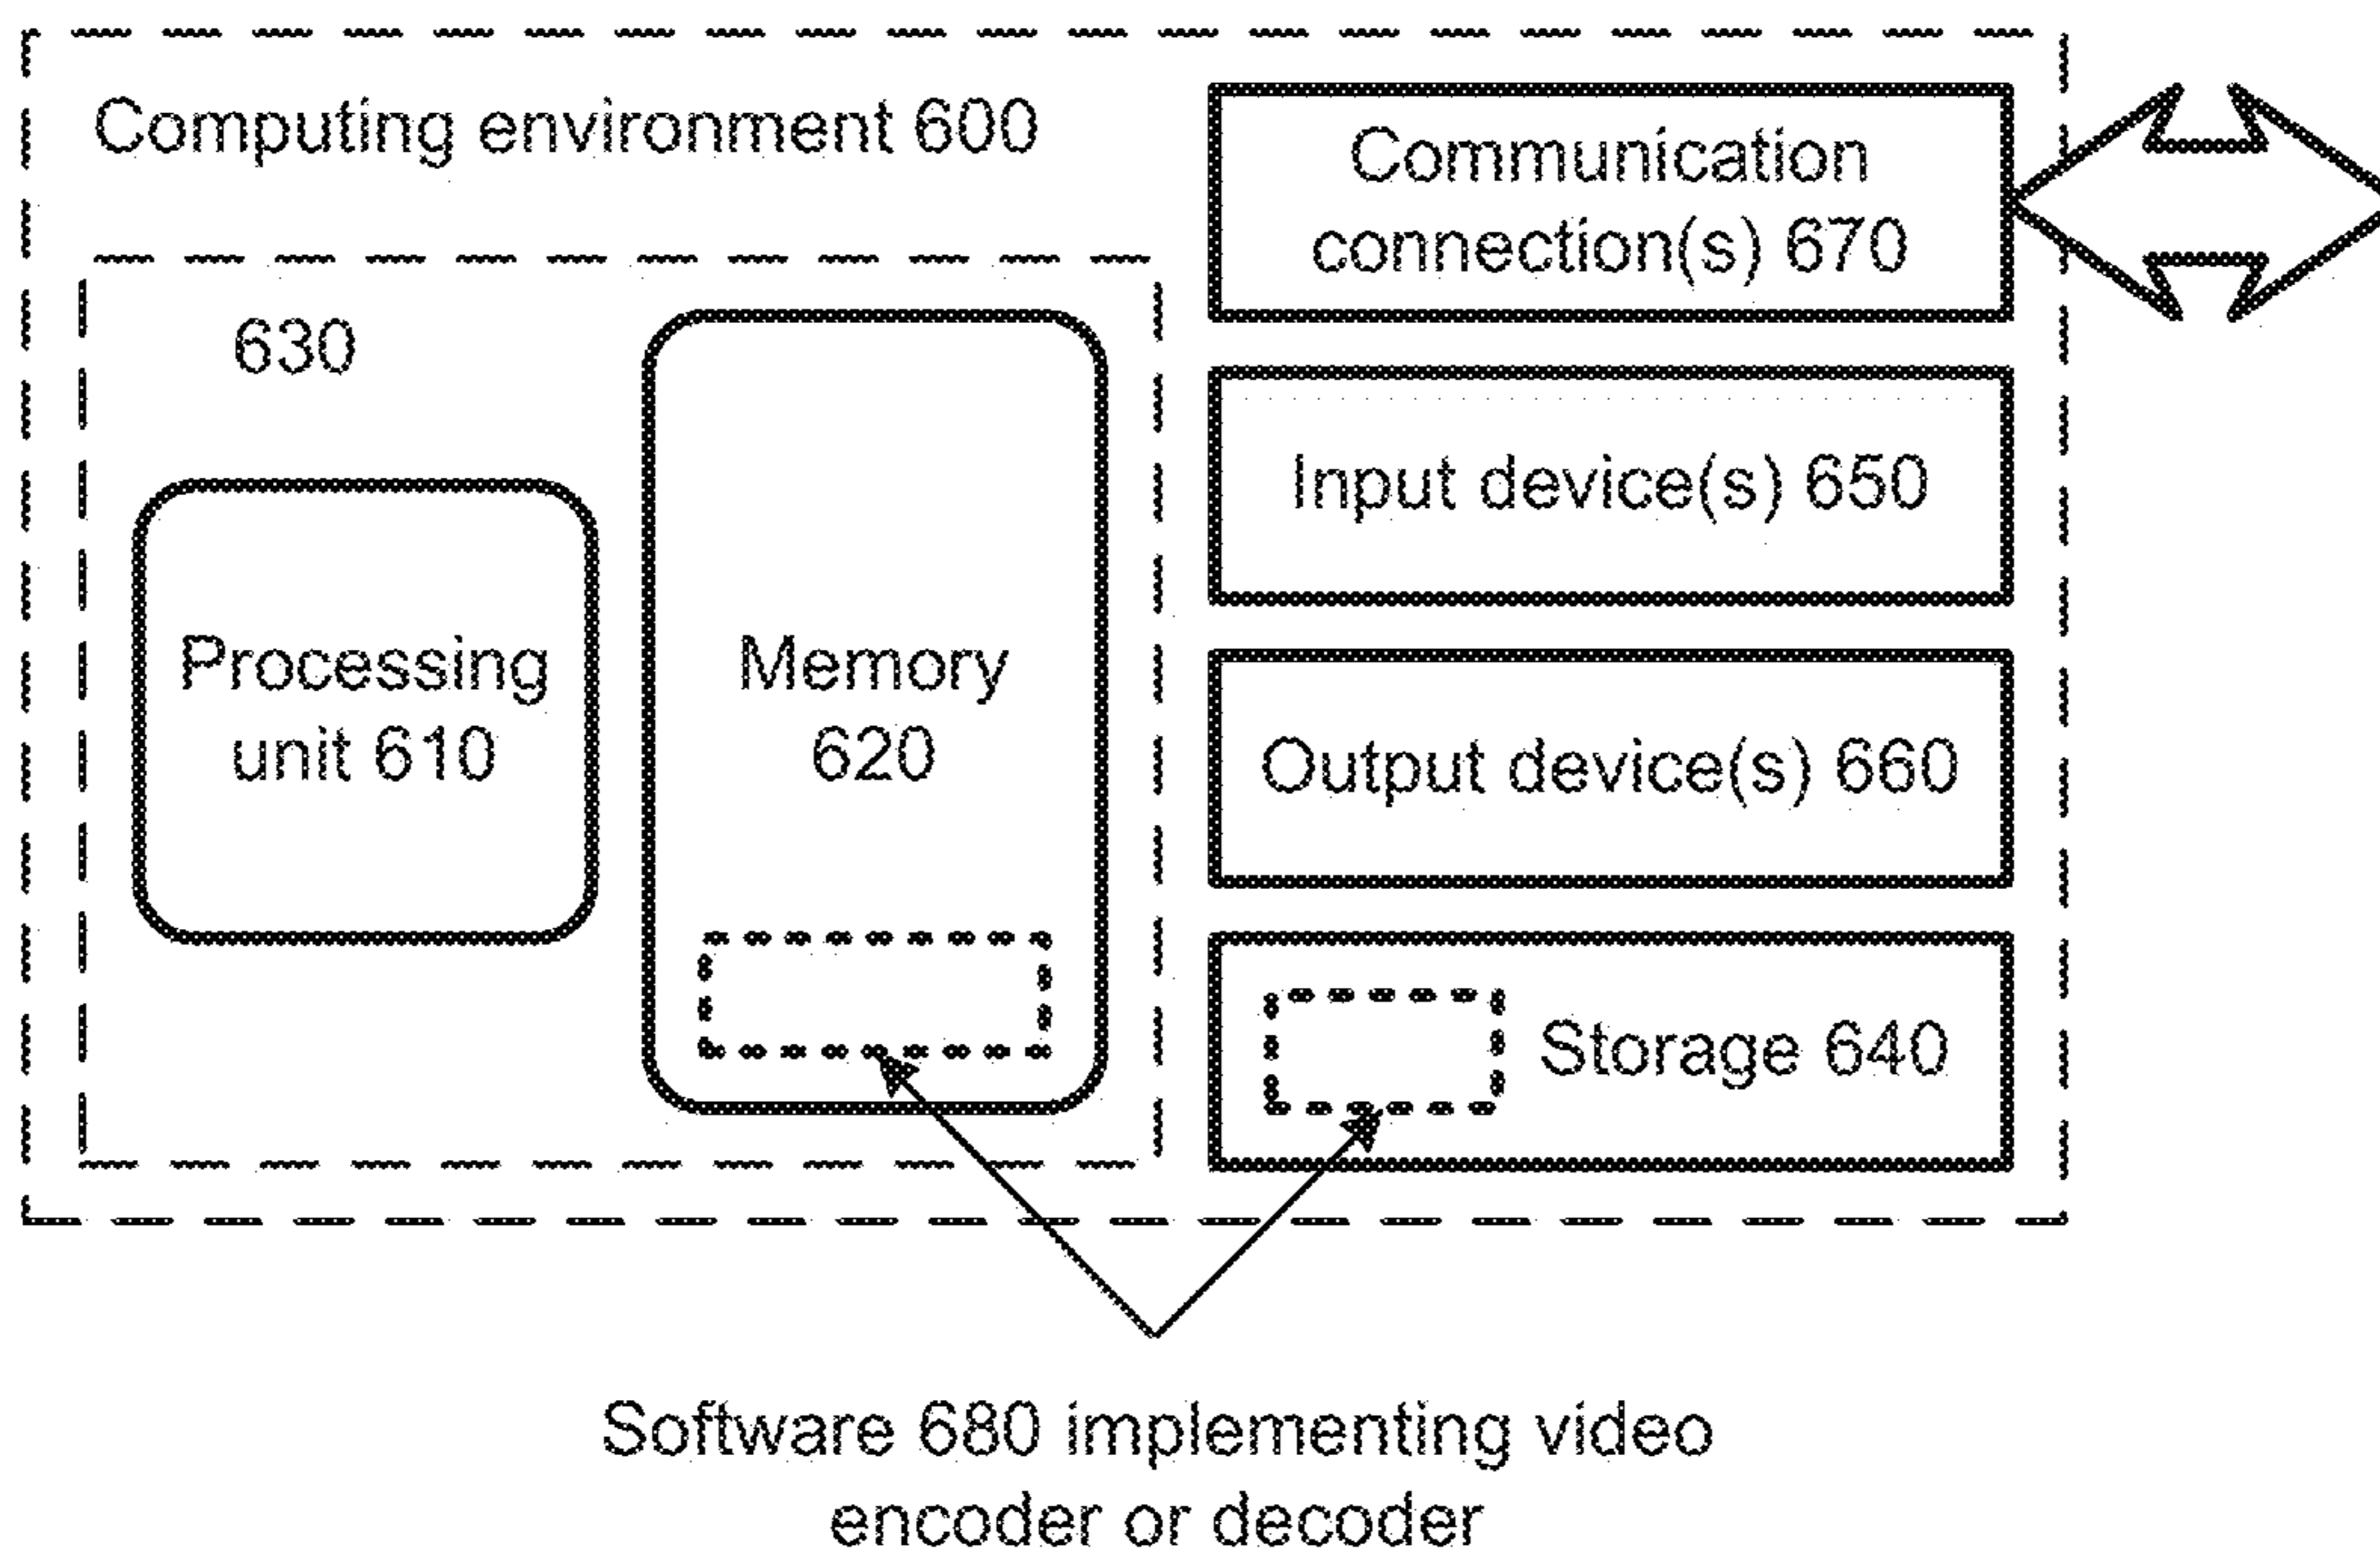 Computing environment 600
Communication
connection(s) 670
630
Input device(s) 650
Processing
unit 610
Memory
620
Output device(s) 660
Storage 640
Software 680 implementing video
encoder or decoder